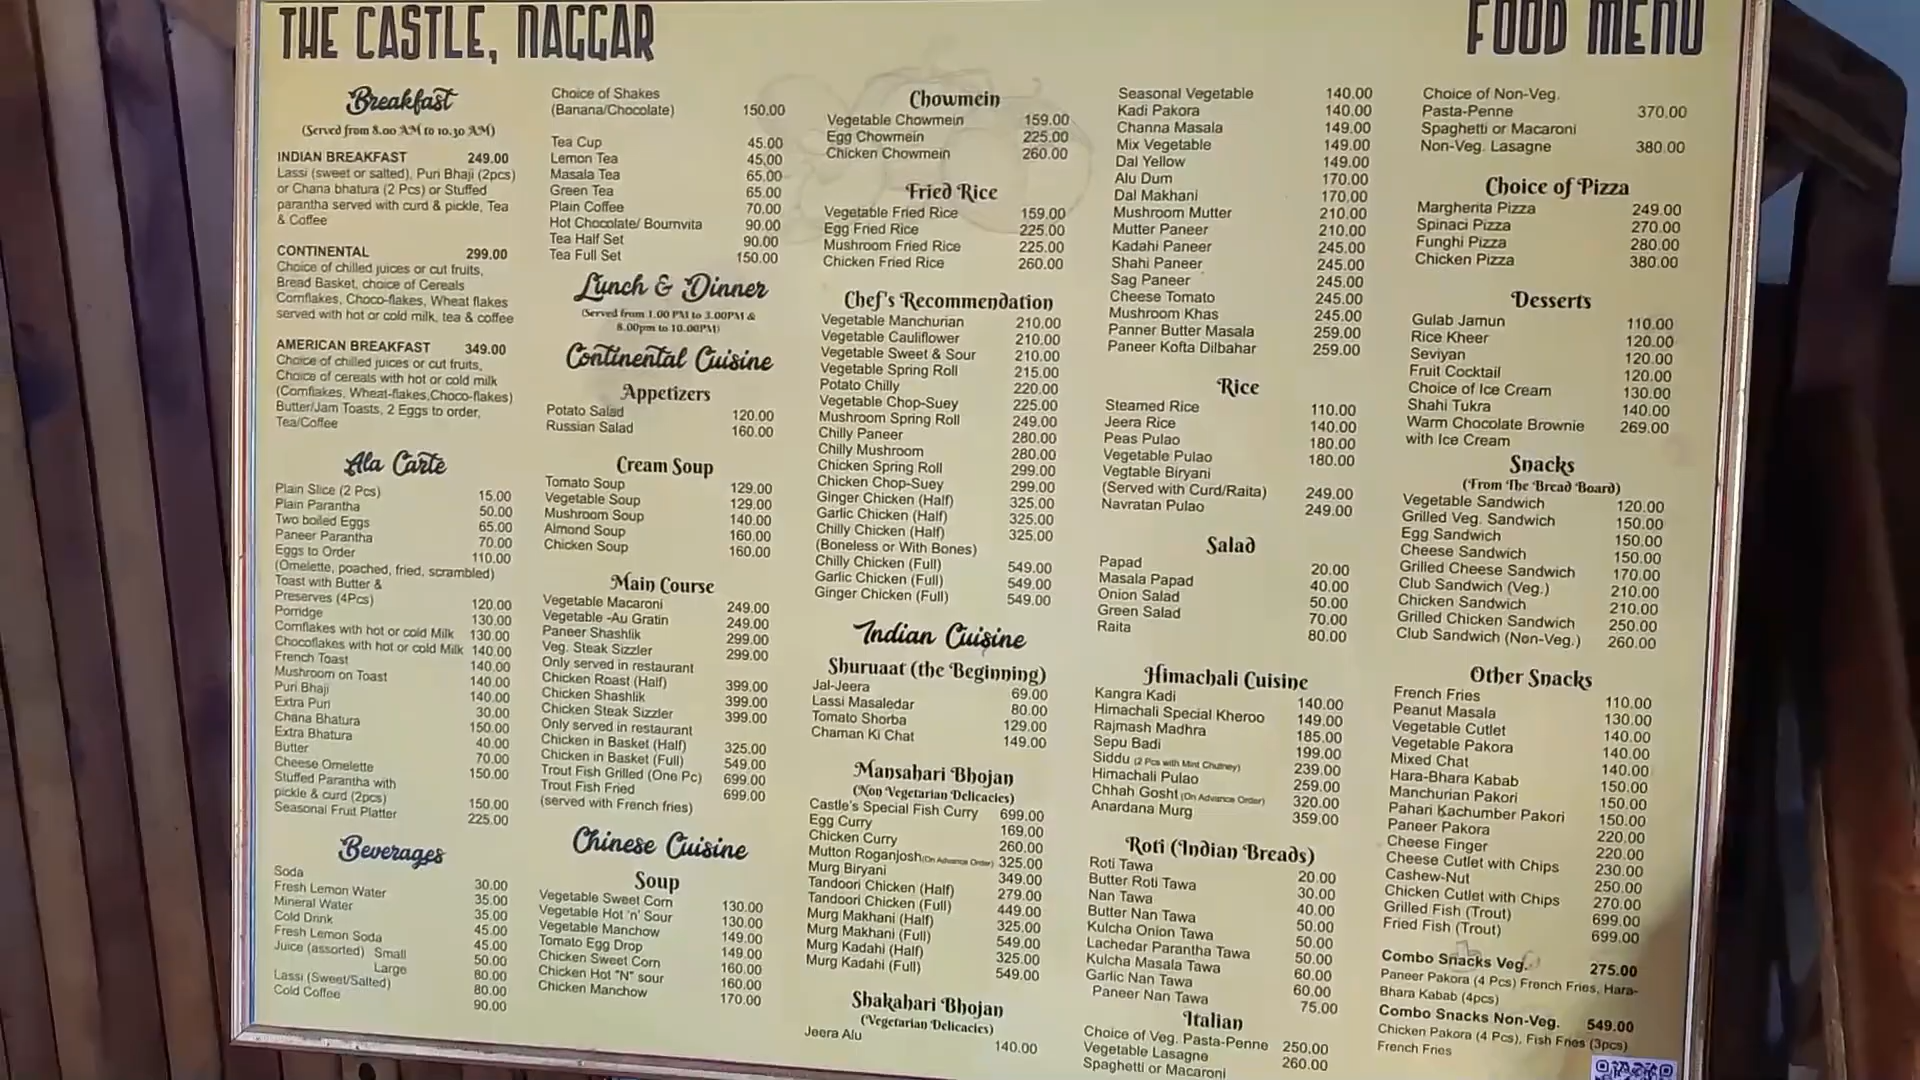 THE CASTLE, NAGGAR
FOOD MENU
Breakfast
(Served from 8.00 AM to 10.30 AM)
INDIAN BREAKFAST 249.00
Lassi (sweet or salted), Puri Bhaji (2pcs)
or Chana bhatura (2 Pcs) or Stuffed
parantha served with curd & pickle, Tea
& Coffee
CONTINENTAL 299.00
Choice of chilled juices or cut fruits,
Bread Basket, choice of Cereals
Cornflakes, Choco-flakes, Wheat flakes
served with hot or cold milk, tea & coffee
AMERICAN BREAKFAST 349.00
Choice of chilled juices or cut fruits,
Choice of cereals with hot or cold milk
(Cornflakes, Wheat-flakes,Choco-flakes)
Butter/Jam Toasts, 2 Eggs to order,
Tea/Coffee
Ala Carte
Plain Slice (2 Pcs) 15.00
Plain Parantha 50.00
Two boiled Eggs 65.00
Paneer Parantha 70.00
Eggs to Order 110.00
(Omelette, poached, fried, scrambled)
Toast with Butter &
Preserves (4Pcs) 120.00
Porridge 130.00
Cornflakes with hot or cold Milk 130.00
Chocoflakes with hot or cold Milk 140.00
French Toast 140.00
Mushroom on Toast 140.00
Puri Bhaji 140.00
Extra Puri 30.00
Chana Bhatura 150.00
Extra Bhatura 40.00
Butter 70.00
Cheese Omelette 150.00
Stuffed Parantha with
pickle & curd (2pcs) 150.00
Seasonal Fruit Platter 225.00
Beverages
Soda 30.00
Fresh Lemon Water 35.00
Mineral Water 35.00
Cold Drink 45.00
Fresh Lemon Soda 45.00
Juice (assorted) Small 50.00
Large 80.00
Lassi (Sweet/Salted) 80.00
Cold Coffee 90.00
Choice of Shakes
(Banana/Chocolate) 150.00
Tea Cup 45.00
Lemon Tea 45.00
Masala Tea 65.00
Green Tea 65.00
Plain Coffee 70.00
Hot Chocolate/ Bournvita 90.00
Tea Half Set 90.00
Tea Full Set 150.00
Lunch & Dinner
(Served from 1.00 PM to 3.00PM &
8.00pm to 10.00PM)
Continental Cuisine
Appetizers
Potato Salad 120.00
Russian Salad 160.00
Cream Soup
Tomato Soup 129.00
Vegetable Soup 129.00
Mushroom Soup 140.00
Almond Soup 160.00
Chicken Soup 160.00
Main Course
Vegetable Macaroni 249.00
Vegetable -Au Gratin 249.00
Paneer Shashlik 299.00
Veg. Steak Sizzler 299.00
Only served in restaurant
Chicken Roast (Half) 399.00
Chicken Shashlik 399.00
Chicken Steak Sizzler 399.00
Only served in restaurant
Chicken in Basket (Half) 325.00
Chicken in Basket (Full) 549.00
Trout Fish Grilled (One Pc) 699.00
Trout Fish Fried 699.00
(served with French fries)
Chinese Cuisine
Soup
Vegetable Sweet Corn 130.00
Vegetable Hot 'n' Sour 130.00
Vegetable Manchow 149.00
Tomato Egg Drop 149.00
Chicken Sweet Corn 160.00
Chicken Hot "N" sour 160.00
Chicken Manchow 170.00
Chowmein
Vegetable Chowmein 159.00
Egg Chowmein 225.00
Chicken Chowmein 260.00
Fried Rice
Vegetable Fried Rice 159.00
Egg Fried Rice 225.00
Mushroom Fried Rice 225.00
Chicken Fried Rice 260.00
Chef's Recommendation
Vegetable Manchurian 210.00
Vegetable Cauliflower 210.00
Vegetable Sweet & Sour 210.00
Vegetable Spring Roll 215.00
Potato Chilly 220.00
Vegetable Chop-Suey 225.00
Mushroom Spring Roll 249.00
Chilly Paneer 280.00
Chilly Mushroom 280.00
Chicken Spring Roll 299.00
Chicken Chop-Suey 299.00
Ginger Chicken (Half) 325.00
Garlic Chicken (Half) 325.00
Chilly Chicken (Half) 325.00
(Boneless or With Bones)
Chilly Chicken (Full) 549.00
Garlic Chicken (Full) 549.00
Ginger Chicken (Full) 549.00
Indian Cuisine
Shuruaat (the Beginning)
Jal-Jeera 69.00
Lassi Masaledar 80.00
Tomato Shorba 129.00
Chaman Ki Chat 149.00
Mansahari Bhojan
(Non Vegetarian Delicacies)
Castle's Special Fish Curry 699.00
Egg Curry 169.00
Chicken Curry 260.00
Mutton Roganjosh (On Advance Order) 325.00
Murg Biryani 349.00
Tandoori Chicken (Half) 279.00
Tandoori Chicken (Full) 449.00
Murg Makhani (Half) 325.00
Murg Makhani (Full) 549.00
Murg Kadahi (Half) 325.00
Murg Kadahi (Full) 549.00
Shakahari Bhojan
(Vegetarian Delicacies)
Jeera Alu 140.00
Seasonal Vegetable 140.00
Kadi Pakora 140.00
Channa Masala 149.00
Mix Vegetable 149.00
Dal Yellow 149.00
Alu Dum 170.00
Dal Makhani 170.00
Mushroom Mutter 210.00
Mutter Paneer 210.00
Kadahi Paneer 245.00
Shahi Paneer 245.00
Sag Paneer 245.00
Cheese Tomato 245.00
Mushroom Khas 245.00
Panner Butter Masala 259.00
Paneer Kofta Dilbahar 259.00
Rice
Steamed Rice 110.00
Jeera Rice 140.00
Peas Pulao 180.00
Vegetable Pulao 180.00
Vegtable Biryani
(Served with Curd/Raita) 249.00
Navratan Pulao 249.00
Salad
Papad 20.00
Masala Papad 40.00
Onion Salad 50.00
Green Salad 70.00
Raita 80.00
Himachali Cuisine
Kangra Kadi 140.00
Himachali Special Kheroo 149.00
Rajmash Madhra 185.00
Sepu Badi 199.00
Siddu (2 Pcs with Mint Chutney) 239.00
Himachali Pulao 259.00
Chhah Gosht (On Advance Order) 320.00
Anardana Murg 359.00
Roti (Indian Breads)
Roti Tawa 20.00
Butter Roti Tawa 30.00
Nan Tawa 40.00
Butter Nan Tawa 50.00
Kulcha Onion Tawa 50.00
Lachedar Parantha Tawa 50.00
Kulcha Masala Tawa 60.00
Garlic Nan Tawa 60.00
Paneer Nan Tawa 75.00
Italian
Choice of Veg. Pasta-Penne 250.00
Vegetable Lasagne 260.00
Spaghetti or Macaroni
Choice of Non-Veg.
Pasta-Penne 370.00
Spaghetti or Macaroni
Non-Veg. Lasagne 380.00
Choice of Pizza
Margherita Pizza 249.00
Spinaci Pizza 270.00
Funghi Pizza 280.00
Chicken Pizza 380.00
Desserts
Gulab Jamun 110.00
Rice Kheer 120.00
Seviyan 120.00
Fruit Cocktail 120.00
Choice of Ice Cream 130.00
Shahi Tukra 140.00
Warm Chocolate Brownie 269.00
with Ice Cream
Snacks
(From The Bread Board)
Vegetable Sandwich 120.00
Grilled Veg. Sandwich 150.00
Egg Sandwich 150.00
Cheese Sandwich 150.00
Grilled Cheese Sandwich 170.00
Club Sandwich (Veg.) 210.00
Chicken Sandwich 210.00
Grilled Chicken Sandwich 250.00
Club Sandwich (Non-Veg.) 260.00
Other Snacks
French Fries 110.00
Peanut Masala 130.00
Vegetable Cutlet 140.00
Vegetable Pakora 140.00
Mixed Chat 140.00
Hara-Bhara Kabab 150.00
Manchurian Pakori 150.00
Pahari Kachumber Pakori 150.00
Paneer Pakora 220.00
Cheese Finger 220.00
Cheese Cutlet with Chips 230.00
Cashew-Nut 250.00
Chicken Cutlet with Chips 270.00
Grilled Fish (Trout) 699.00
Fried Fish (Trout) 699.00
Combo Snacks Veg. 275.00
Paneer Pakora (4 Pcs) French Fries, Hara-
Bhara Kabab (4pcs)
Combo Snacks Non-Veg. 549.00
Chicken Pakora (4 Pcs), Fish Fries (3pcs)
French Fries